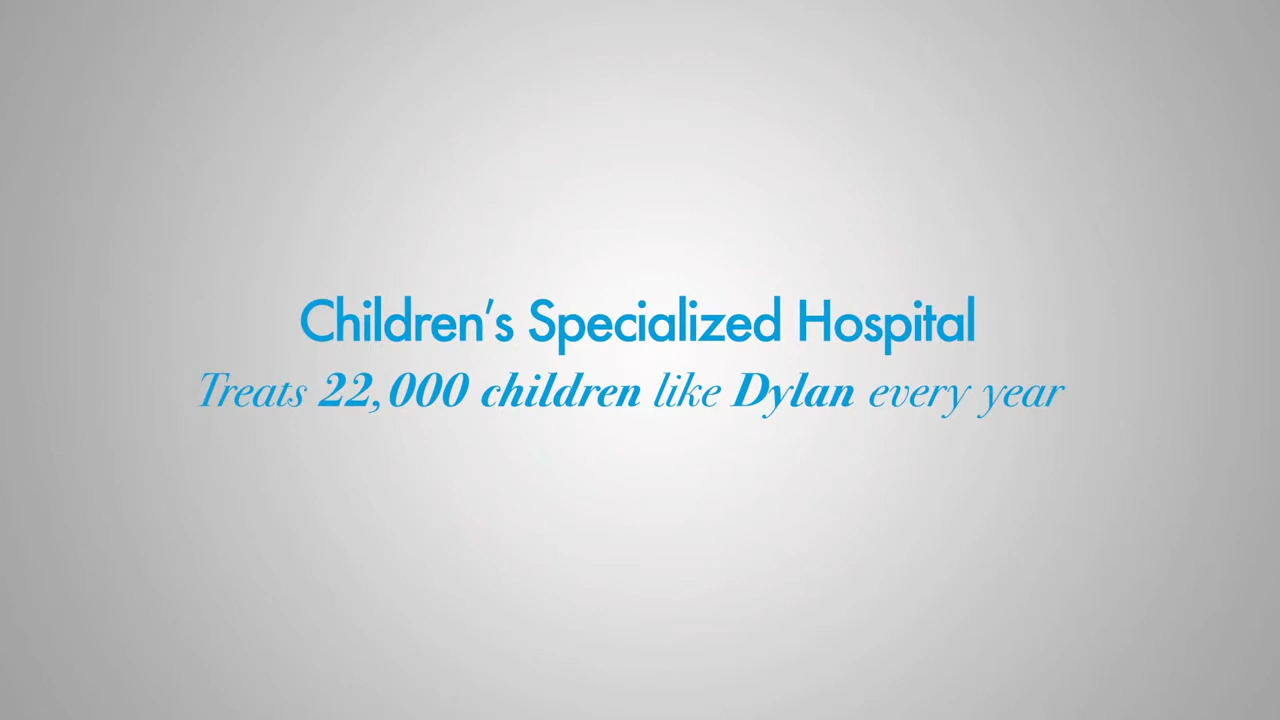 Children's Specialized Hospital
Treats 22,000 children like Dylan every year